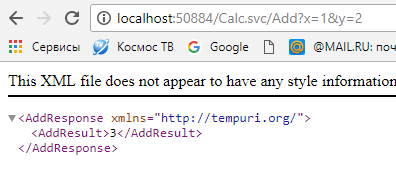 localhost:50884/Calc.svc/Add?x=1&y=2
Сервисы Космос ТВ Google @MAIL.RU: поч
This XML file does not appear to have any style information
<AddResponse xmlns="http://tempuri.org/">
<AddResult>3</AddResult>
</AddResponse>